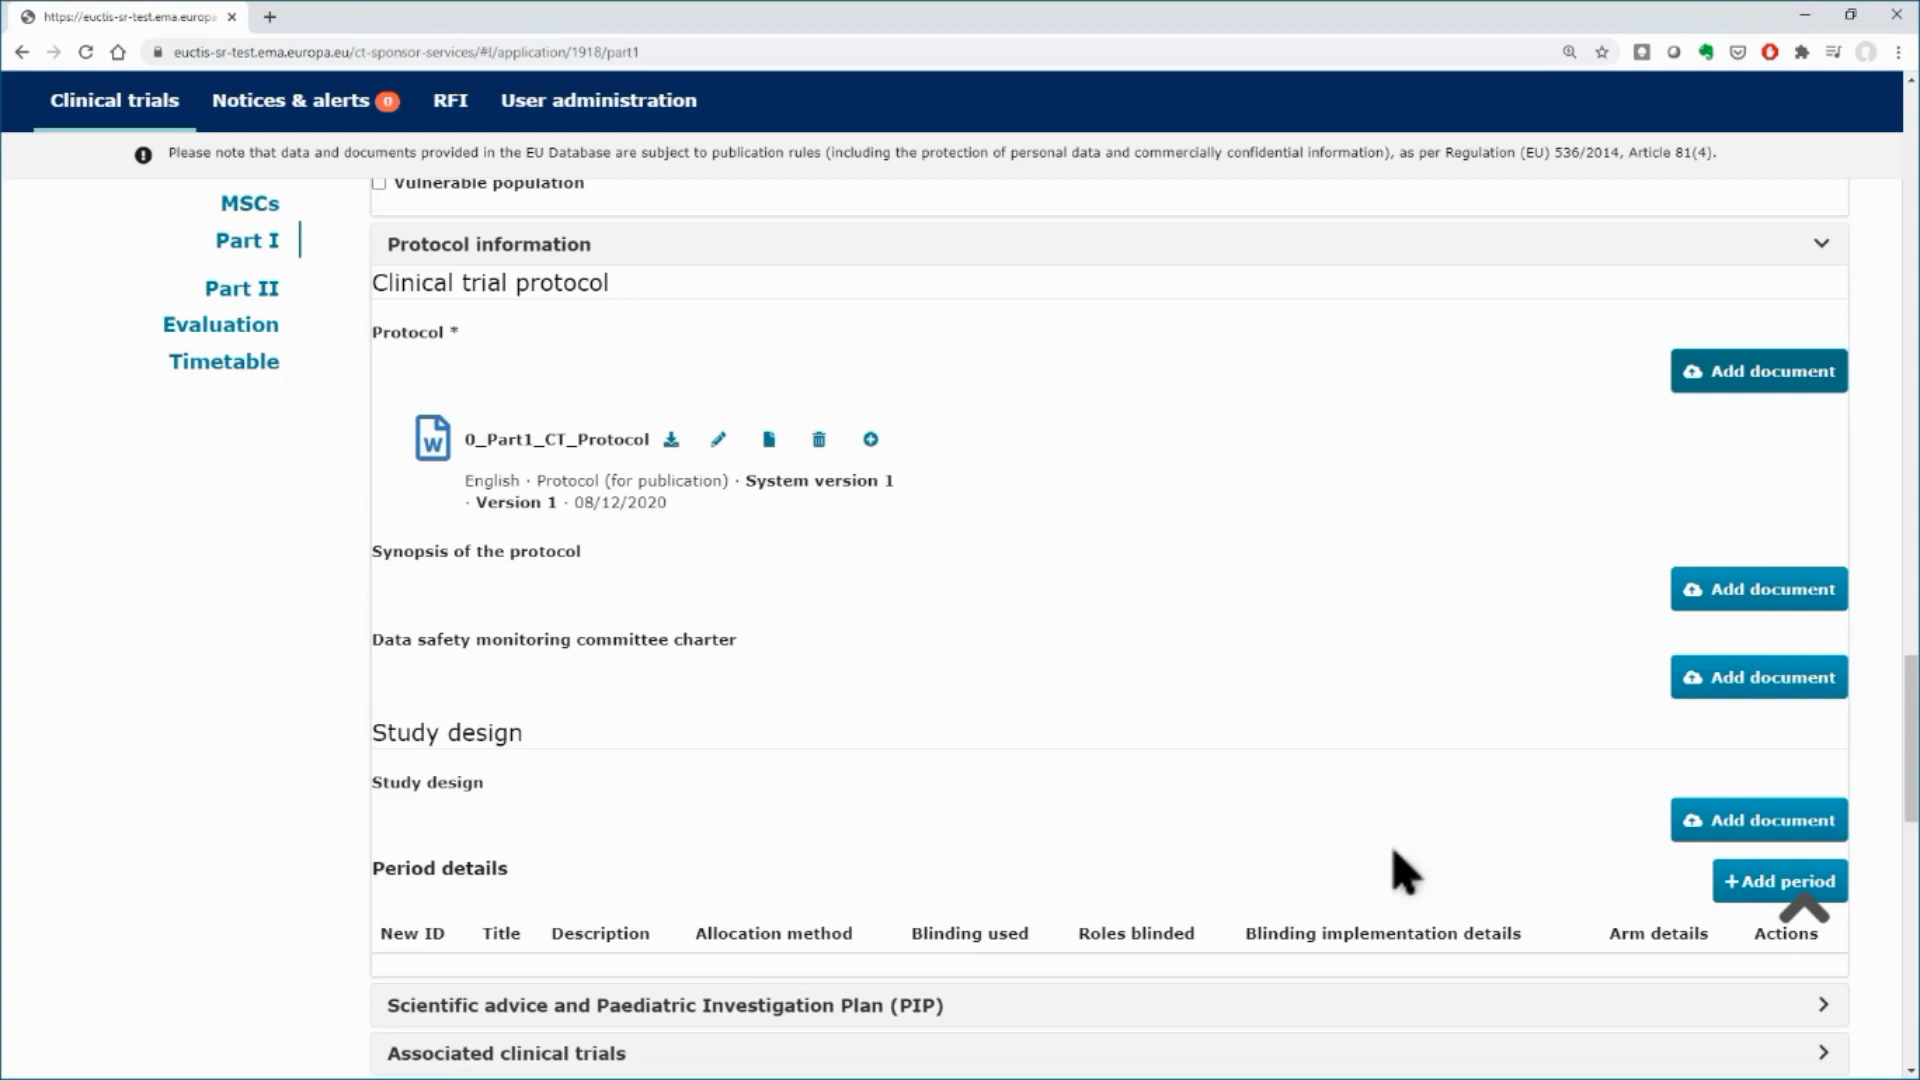 https://euctis-sr-test.ema.europa
euctis-sr-test.ema.europa.eu/ct-sponsor-services/#l/application/1918/part1
Clinical trials Notices & alerts 0 RFI User administration
Please note that data and documents provided in the EU Database are subject to publication rules (including the protection of personal data and commercially confidential information), as per Regulation (EU) 536/2014, Article 81(4).
Vulnerable population
MSCs
Part I
Part II
Evaluation
Timetable
Protocol information
Clinical trial protocol
Protocol *
Add document
0_Part1_CT_Protocol
English · Protocol (for publication) · System version 1
· Version 1 · 08/12/2020
Synopsis of the protocol
Add document
Data safety monitoring committee charter
Add document
Study design
Study design
Add document
Period details
+Add period
New ID Title Description Allocation method Blinding used Roles blinded Blinding implementation details Arm details Actions
Scientific advice and Paediatric Investigation Plan (PIP)
Associated clinical trials